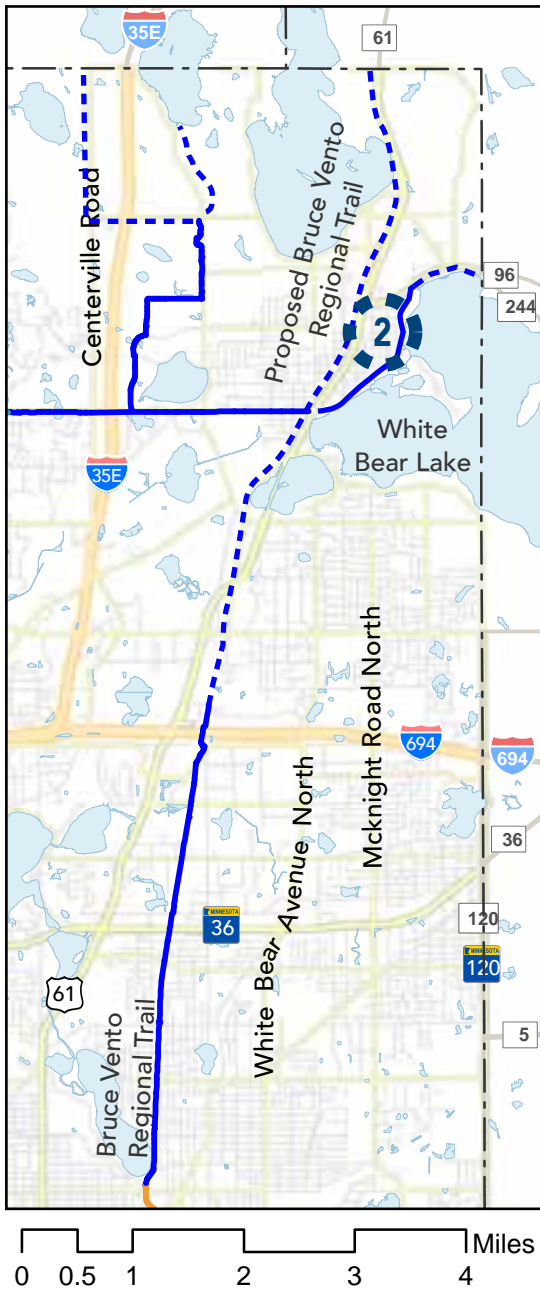 35E
61
Centerville Road
Proposed Bruce Vento
Regional Trail
96
244
2
White
Bear Lake
35E
Mcknight Road North
694
694
White Bear Avenue North
36
MINNESOTA
36
120
MINNESOTA
120
61
5
Bruce Vento
Regional Trail
Miles
0 0.5 1 2 3 4